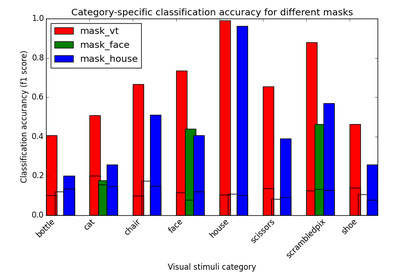 Category-specific classification accuracy for different masks
mask_vt
mask_face
mask_house
Classification accurancy (f1 score)
1.0
0.8
0.6
0.4
0.2
0.0
bottle
cat
chair
face
house
scissors
scrambledpix
shoe
Visual stimuli category